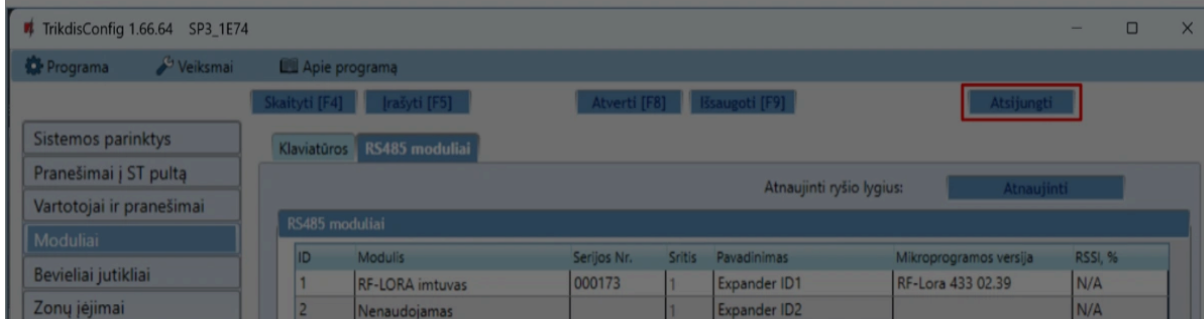 TrikdisConfig 1.66.64 SP3_1E74
Programa Veiksmai Apie programą
Skaityti [F4] Įrašyti [F5] Atverti [F8] Išsaugoti [F9] Atsijungti
Sistemos parinktys
Pranešimai į ST pultą
Vartotojai ir pranešimai
Moduliai
Bevieliai jutikliai
Zonų įėjimai
Klaviatūros RS485 moduliai
Atnaujinti ryšio lygius: Atnaujinti
RS485 moduliai
ID Modulis Serijos Nr. Sritis Pavadinimas Mikroprogramos versija RSSI, %
1 RF-LORA imtuvas 000173 1 Expander ID1 RF-Lora 433 02.39 N/A
2 Nenaudojamas 1 Expander ID2 N/A